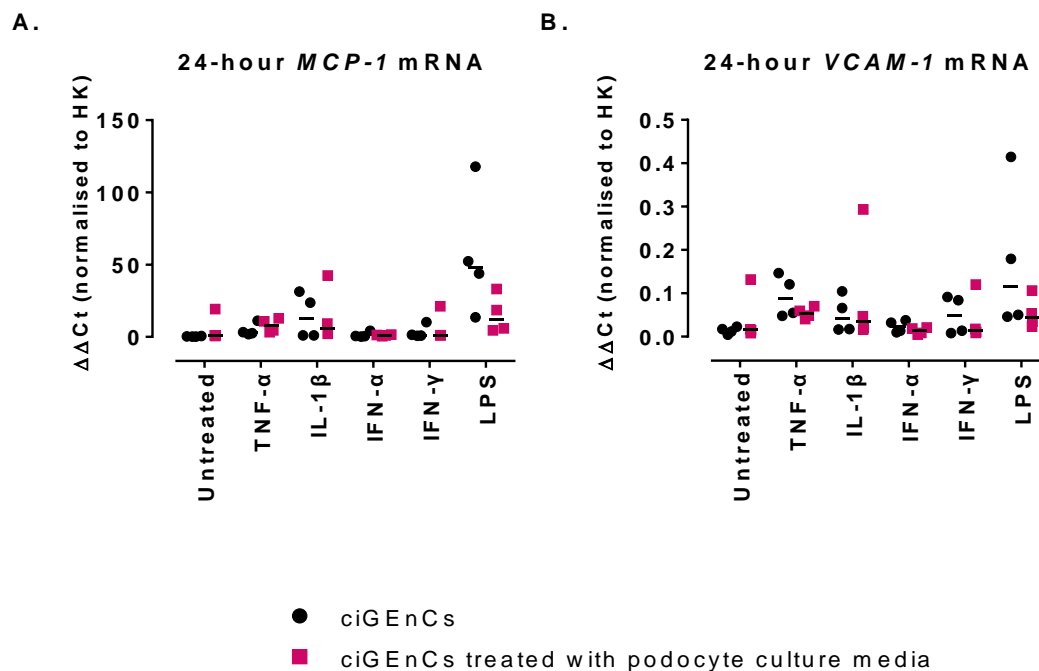 A.
24-hour MCP-1 mRNA
ΔΔCt (normalised to HK)
150
100
50
0
Untreated
TNF-α
IL-1β
IFN-α
IFN-γ
LPS
B.
24-hour VCAM-1 mRNA
ΔΔCt (normalised to HK)
0.5
0.4
0.3
0.2
0.1
0.0
Untreated
TNF-α
IL-1β
IFN-α
IFN-γ
LPS
ciGEnCs
ciGEnCs treated with podocyte culture media